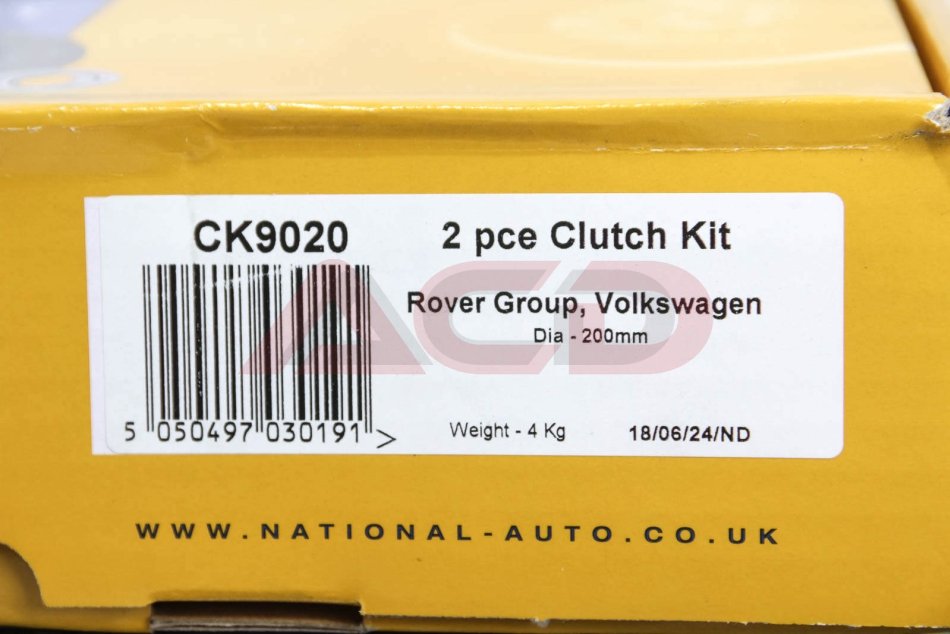 CK9020
2 pce Clutch Kit
Rover Group, Volkswagen
Dia - 200mm
ACD
5 050497 030191 >
Weight - 4 Kg
18/06/24/ND
WWW.NATIONAL-AUTO.CO.UK